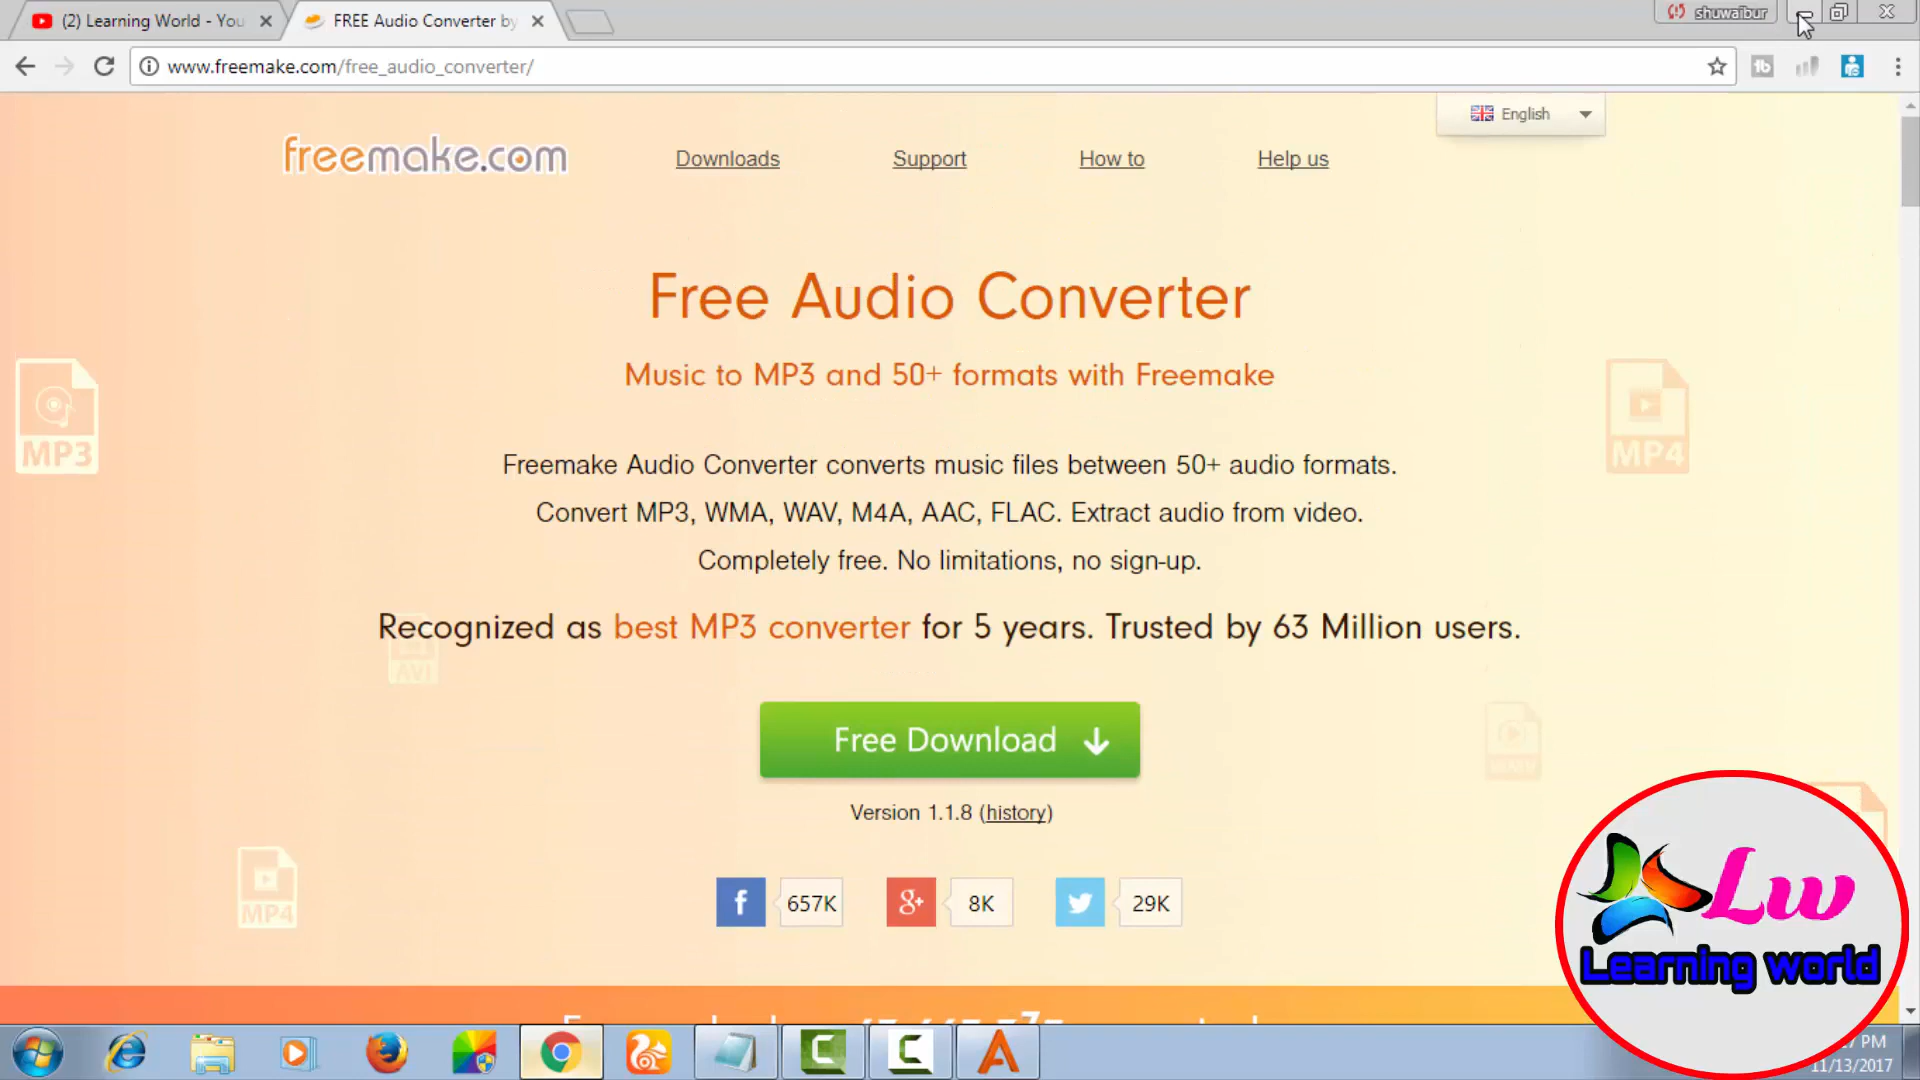 (2) Learning World - You
FREE Audio Converter by
shuwaibur
www.freemake.com/free_audio_converter/
English
freemake.com
Downloads
Support
How to
Help us
Free Audio Converter
Music to MP3 and 50+ formats with Freemake
MP3
MP4
Freemake Audio Converter converts music files between 50+ audio formats.
Convert MP3, WMA, WAV, M4A, AAC, FLAC. Extract audio from video.
Completely free. No limitations, no sign-up.
Recognized as best MP3 converter for 5 years. Trusted by 63 Million users.
AVI
Free Download
Version 1.1.8 (history)
MP4
f
657K
g+
8K
29K
Lw
Learning world
PM
11/13/2017